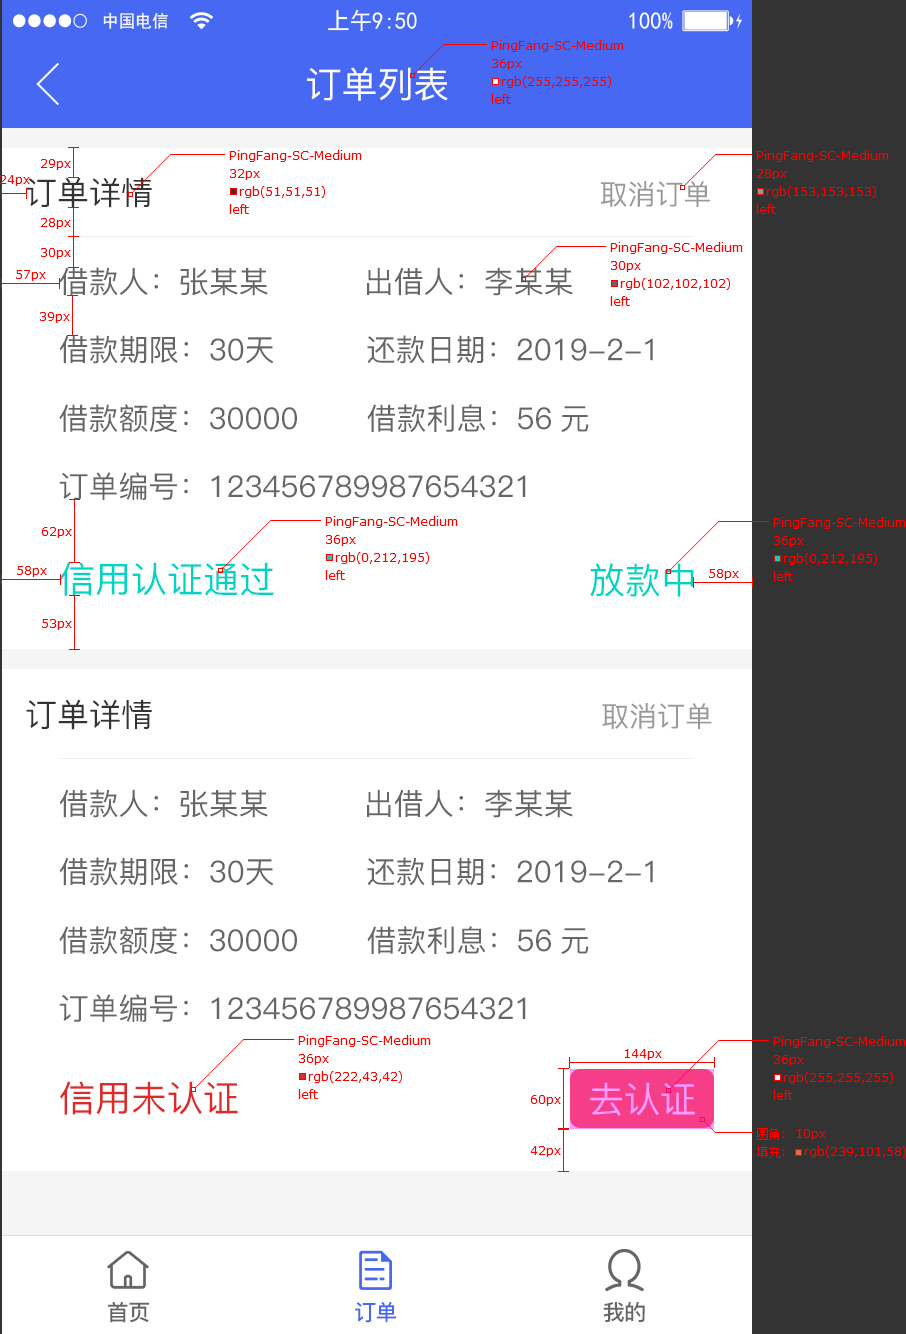 中国电信 上午9:50 100%
订单列表
PingFang-SC-Medium
36px
rgb(255,255,255)
left
29px
24px
订单详情
PingFang-SC-Medium
32px
rgb(51,51,51)
left
取消订单
PingFang-SC-Medium
28px
rgb(153,153,153)
left
28px
30px
57px
借款人：张某某 出借人：李某某
PingFang-SC-Medium
30px
rgb(102,102,102)
left
39px
借款期限：30天 还款日期：2019-2-1
借款额度：30000 借款利息：56 元
订单编号：123456789987654321
62px
58px
信用认证通过
PingFang-SC-Medium
36px
rgb(0,212,195)
left
放款中
58px
PingFang-SC-Medium
36px
rgb(0,212,195)
left
53px
订单详情 取消订单
借款人：张某某 出借人：李某某
借款期限：30天 还款日期：2019-2-1
借款额度：30000 借款利息：56 元
订单编号：123456789987654321
信用未认证
PingFang-SC-Medium
36px
rgb(222,43,42)
left
144px
60px
去认证
42px
PingFang-SC-Medium
36px
rgb(255,255,255)
left
圆角： 10px
填充： rgb(239,101,58)
首页 订单 我的